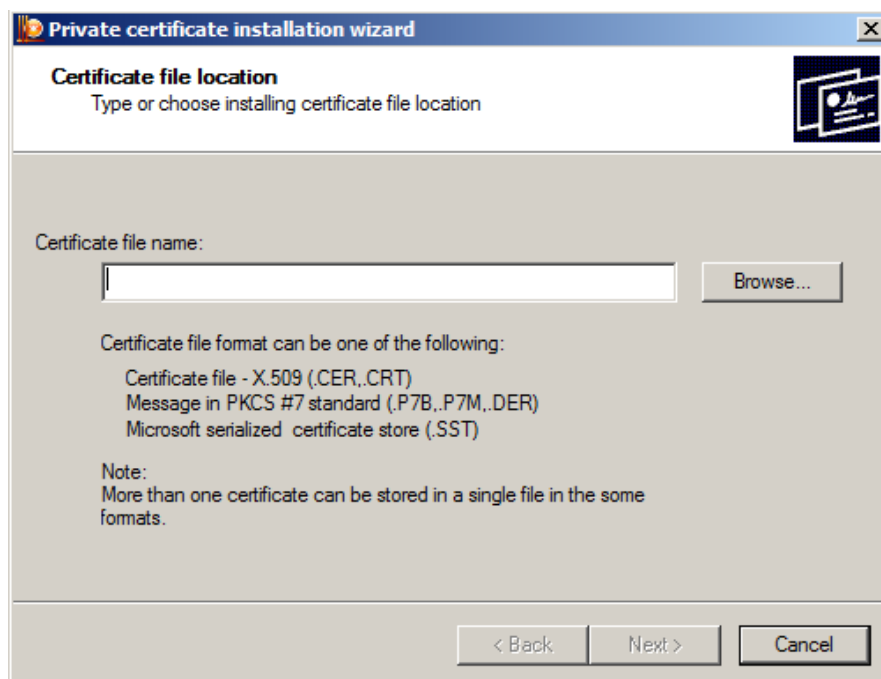 Private certificate installation wizard
Certificate file location
Type or choose installing certificate file location
Certificate file name:
Browse...
Certificate file format can be one of the following:
Certificate file - X.509 (.CER,.CRT)
Message in PKCS #7 standard (.P7B,.P7M,.DER)
Microsoft serialized  certificate store (.SST)
Note:
More than one certificate can be stored in a single file in the some
formats.
< Back
Next >
Cancel